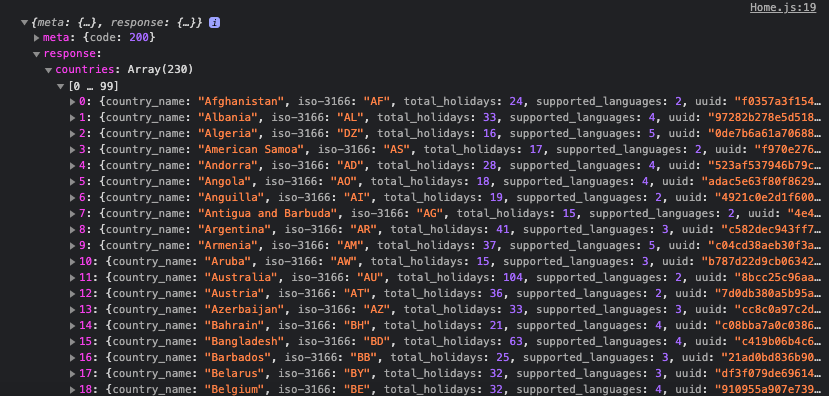 Home.js:19
▼{meta: {…}, response: {…}} i
▶meta: {code: 200}
▼response:
▼countries: Array(230)
▼[0 … 99]
▶0: {country_name: "Afghanistan", iso-3166: "AF", total_holidays: 24, supported_languages: 2, uuid: "f0357a3f154…
▶1: {country_name: "Albania", iso-3166: "AL", total_holidays: 33, supported_languages: 4, uuid: "97282b278e5d518…
▶2: {country_name: "Algeria", iso-3166: "DZ", total_holidays: 16, supported_languages: 5, uuid: "0de7b6a61a70688…
▶3: {country_name: "American Samoa", iso-3166: "AS", total_holidays: 17, supported_languages: 2, uuid: "f970e276…
▶4: {country_name: "Andorra", iso-3166: "AD", total_holidays: 28, supported_languages: 4, uuid: "523af537946b79c…
▶5: {country_name: "Angola", iso-3166: "AO", total_holidays: 18, supported_languages: 4, uuid: "adac5e63f80f8629…
▶6: {country_name: "Anguilla", iso-3166: "AI", total_holidays: 19, supported_languages: 2, uuid: "4921c0e2d1f600…
▶7: {country_name: "Antigua and Barbuda", iso-3166: "AG", total_holidays: 15, supported_languages: 2, uuid: "4e4…
▶8: {country_name: "Argentina", iso-3166: "AR", total_holidays: 41, supported_languages: 3, uuid: "c582dec943ff7…
▶9: {country_name: "Armenia", iso-3166: "AM", total_holidays: 37, supported_languages: 5, uuid: "c04cd38aeb30f3a…
▶10: {country_name: "Aruba", iso-3166: "AW", total_holidays: 15, supported_languages: 3, uuid: "b787d22d9cb06342…
▶11: {country_name: "Australia", iso-3166: "AU", total_holidays: 104, supported_languages: 2, uuid: "8bcc25c96aa…
▶12: {country_name: "Austria", iso-3166: "AT", total_holidays: 36, supported_languages: 2, uuid: "7d0db380a5b95a…
▶13: {country_name: "Azerbaijan", iso-3166: "AZ", total_holidays: 33, supported_languages: 3, uuid: "cc8c0a97c2d…
▶14: {country_name: "Bahrain", iso-3166: "BH", total_holidays: 21, supported_languages: 4, uuid: "c08bba7a0c0386…
▶15: {country_name: "Bangladesh", iso-3166: "BD", total_holidays: 63, supported_languages: 4, uuid: "c419b06b4c6…
▶16: {country_name: "Barbados", iso-3166: "BB", total_holidays: 25, supported_languages: 3, uuid: "21ad0bd836b90…
▶17: {country_name: "Belarus", iso-3166: "BY", total_holidays: 32, supported_languages: 3, uuid: "df3f079de69614…
▶18: {country_name: "Belgium", iso-3166: "BE", total_holidays: 32, supported_languages: 4, uuid: "910955a907e739…